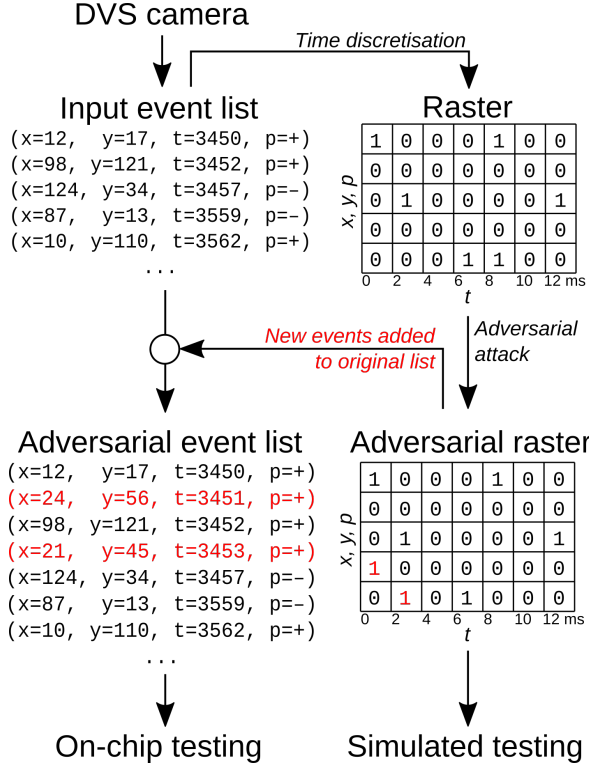 DVS camera
Time discretisation
Input event list
(x=12,  y=17, t=3450, p=+)
(x=98, y=121, t=3452, p=+)
(x=124, y=34, t=3457, p=–)
(x=87,  y=13, t=3559, p=–)
(x=10, y=110, t=3562, p=+)
...
Raster
x, y, p
1 0 0 0 1 0 0
0 0 0 0 0 0 0
0 1 0 0 0 0 1
0 0 0 0 0 0 0
0 0 0 1 1 0 0
0 2 4 6 8 10 12 ms
t
New events added
to original list
Adversarial
attack
Adversarial event list
(x=12,  y=17, t=3450, p=+)
(x=24,  y=56, t=3451, p=+)
(x=98, y=121, t=3452, p=+)
(x=21,  y=45, t=3453, p=+)
(x=124, y=34, t=3457, p=–)
(x=87,  y=13, t=3559, p=–)
(x=10, y=110, t=3562, p=+)
...
Adversarial raster
x, y, p
1 0 0 0 1 0 0
0 0 0 0 0 0 0
0 1 0 0 0 0 1
1 0 0 0 0 0 0
0 1 0 1 0 0 0
0 2 4 6 8 10 12 ms
t
On-chip testing
Simulated testing